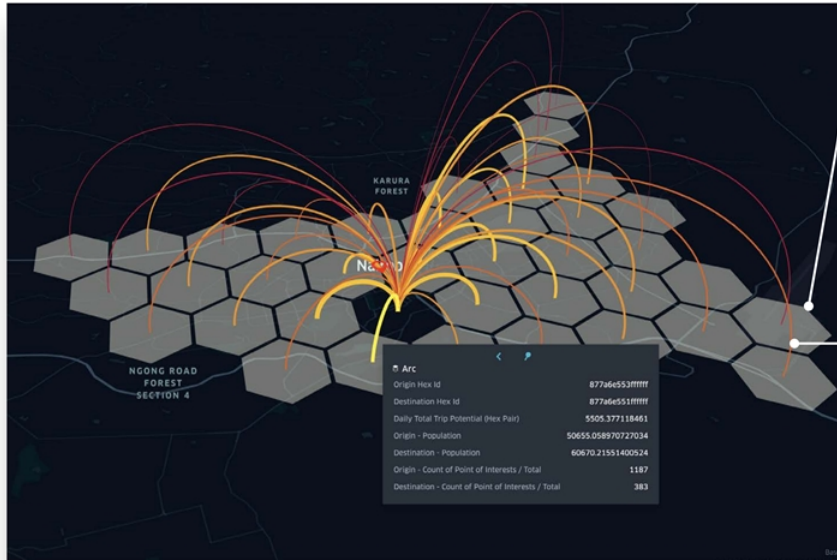 KARURA
FOREST
NGONG ROAD
FOREST
SECTION 4
Arc
Origin Hex Id 877a6e553ffffff
Destination Hex Id 877a6e551ffffff
Daily Total Trip Potential (Hex Pair) 5505.377118461
Origin - Population 50655.058970727034
Destination - Population 60670.21551400524
Origin - Count of Point of Interests / Total 1187
Destination - Count of Point of Interests / Total 383